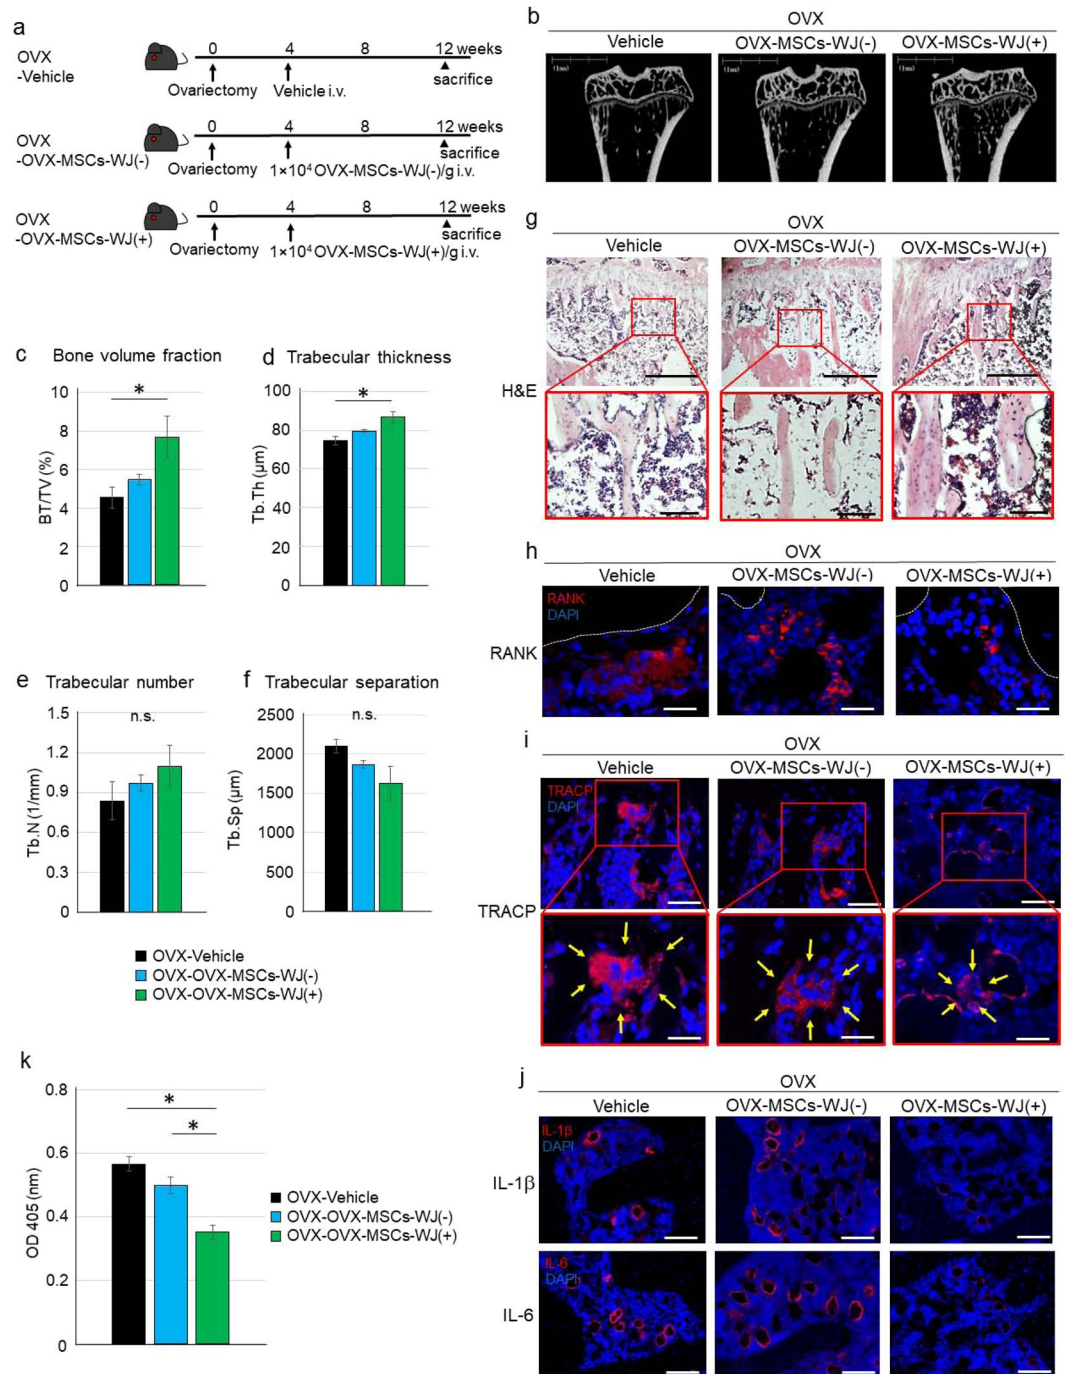 a
OVX
-Vehicle
0 4 8 12 weeks
Ovariectomy Vehicle i.v. sacrifice
OVX
-OVX-MSCs-WJ(-)
0 4 8 12 weeks
Ovariectomy 1×10⁴ OVX-MSCs-WJ(-)/g i.v. sacrifice
OVX
-OVX-MSCs-WJ(+)
0 4 8 12 weeks
Ovariectomy 1×10⁴ OVX-MSCs-WJ(+)/g i.v. sacrifice
b
OVX
Vehicle OVX-MSCs-WJ(-) OVX-MSCs-WJ(+)
(1mm) (1mm) (1mm)
c Bone volume fraction
*
BT/TV (%)
10
8
6
4
2
0
d Trabecular thickness
*
Tb.Th (μm)
100
80
60
40
20
0
e Trabecular number
n.s.
Tb.N (1/mm)
1.5
1.2
0.9
0.6
0.3
0
f Trabecular separation
n.s.
Tb.Sp (μm)
2500
2000
1500
1000
500
0
OVX-Vehicle
OVX-OVX-MSCs-WJ(-)
OVX-OVX-MSCs-WJ(+)
g
OVX
Vehicle OVX-MSCs-WJ(-) OVX-MSCs-WJ(+)
H&E
h
OVX
Vehicle OVX-MSCs-WJ(-) OVX-MSCs-WJ(+)
RANK
DAPI
RANK
i
OVX
Vehicle OVX-MSCs-WJ(-) OVX-MSCs-WJ(+)
TRACP
DAPI
TRACP
j
OVX
Vehicle OVX-MSCs-WJ(-) OVX-MSCs-WJ(+)
IL-1β
DAPI
IL-1β
IL-6
DAPI
IL-6
k
*
*
OD 405 (nm)
0.8
0.6
0.4
0.2
0
OVX-Vehicle
OVX-OVX-MSCs-WJ(-)
OVX-OVX-MSCs-WJ(+)